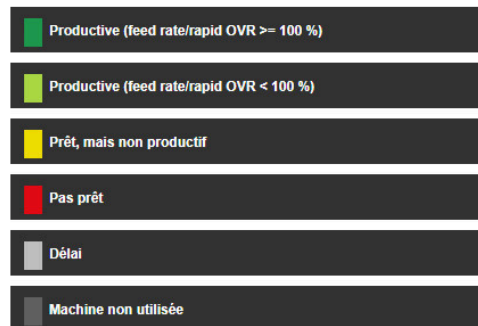 Productive (feed rate/rapid OVR >= 100 %)
Productive (feed rate/rapid OVR < 100 %)
Prêt, mais non productif
Pas prêt
Délai
Machine non utilisée